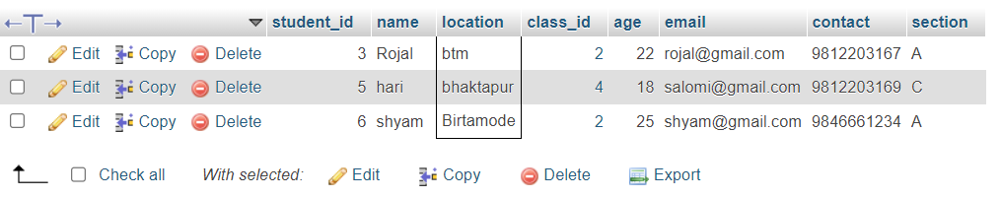 student_id name location class_id age email contact section
Edit Copy Delete 3 Rojal btm 2 22 rojal@gmail.com 9812203167 A
Edit Copy Delete 5 hari bhaktapur 4 18 salomi@gmail.com 9812203169 C
Edit Copy Delete 6 shyam Birtamode 2 25 shyam@gmail.com 9846661234 A
Check all With selected: Edit Copy Delete Export